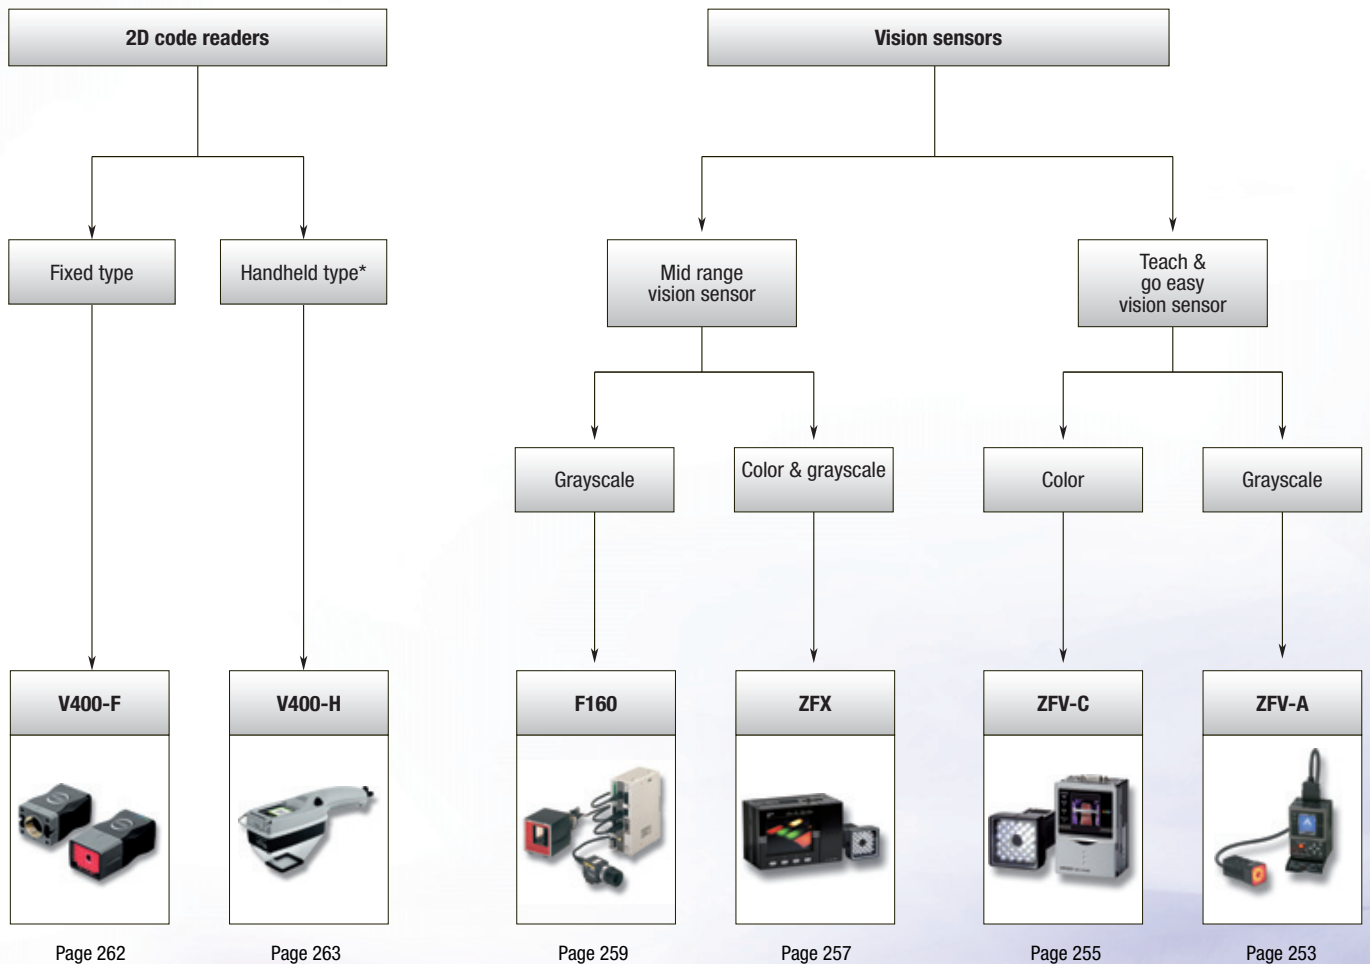 2D code readers
Vision sensors
Fixed type
Handheld type*
Mid range
vision sensor
Teach &
go easy
vision sensor
Grayscale
Color & grayscale
Color
Grayscale
V400-F
V400-H
F160
ZFX
ZFV-C
ZFV-A
Page 262
Page 263
Page 259
Page 257
Page 255
Page 253